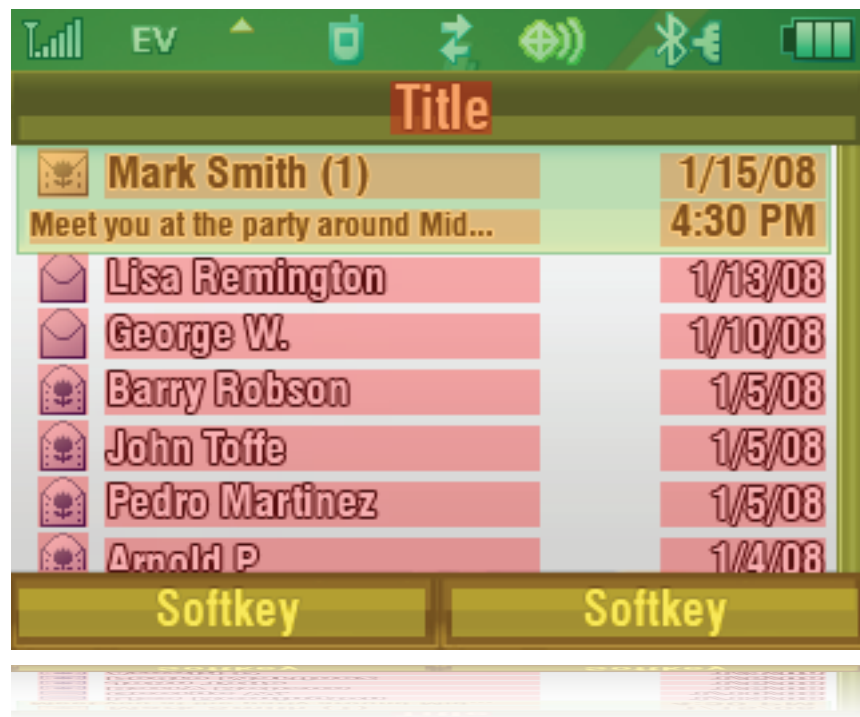 EV
Title
Mark Smith (1) 1/15/08
Meet you at the party around Mid... 4:30 PM
Lisa Remington 1/13/08
George W. 1/10/08
Barry Robson 1/5/08
John Toffe 1/5/08
Pedro Martinez 1/5/08
Arnold P 1/4/08
Softkey Softkey